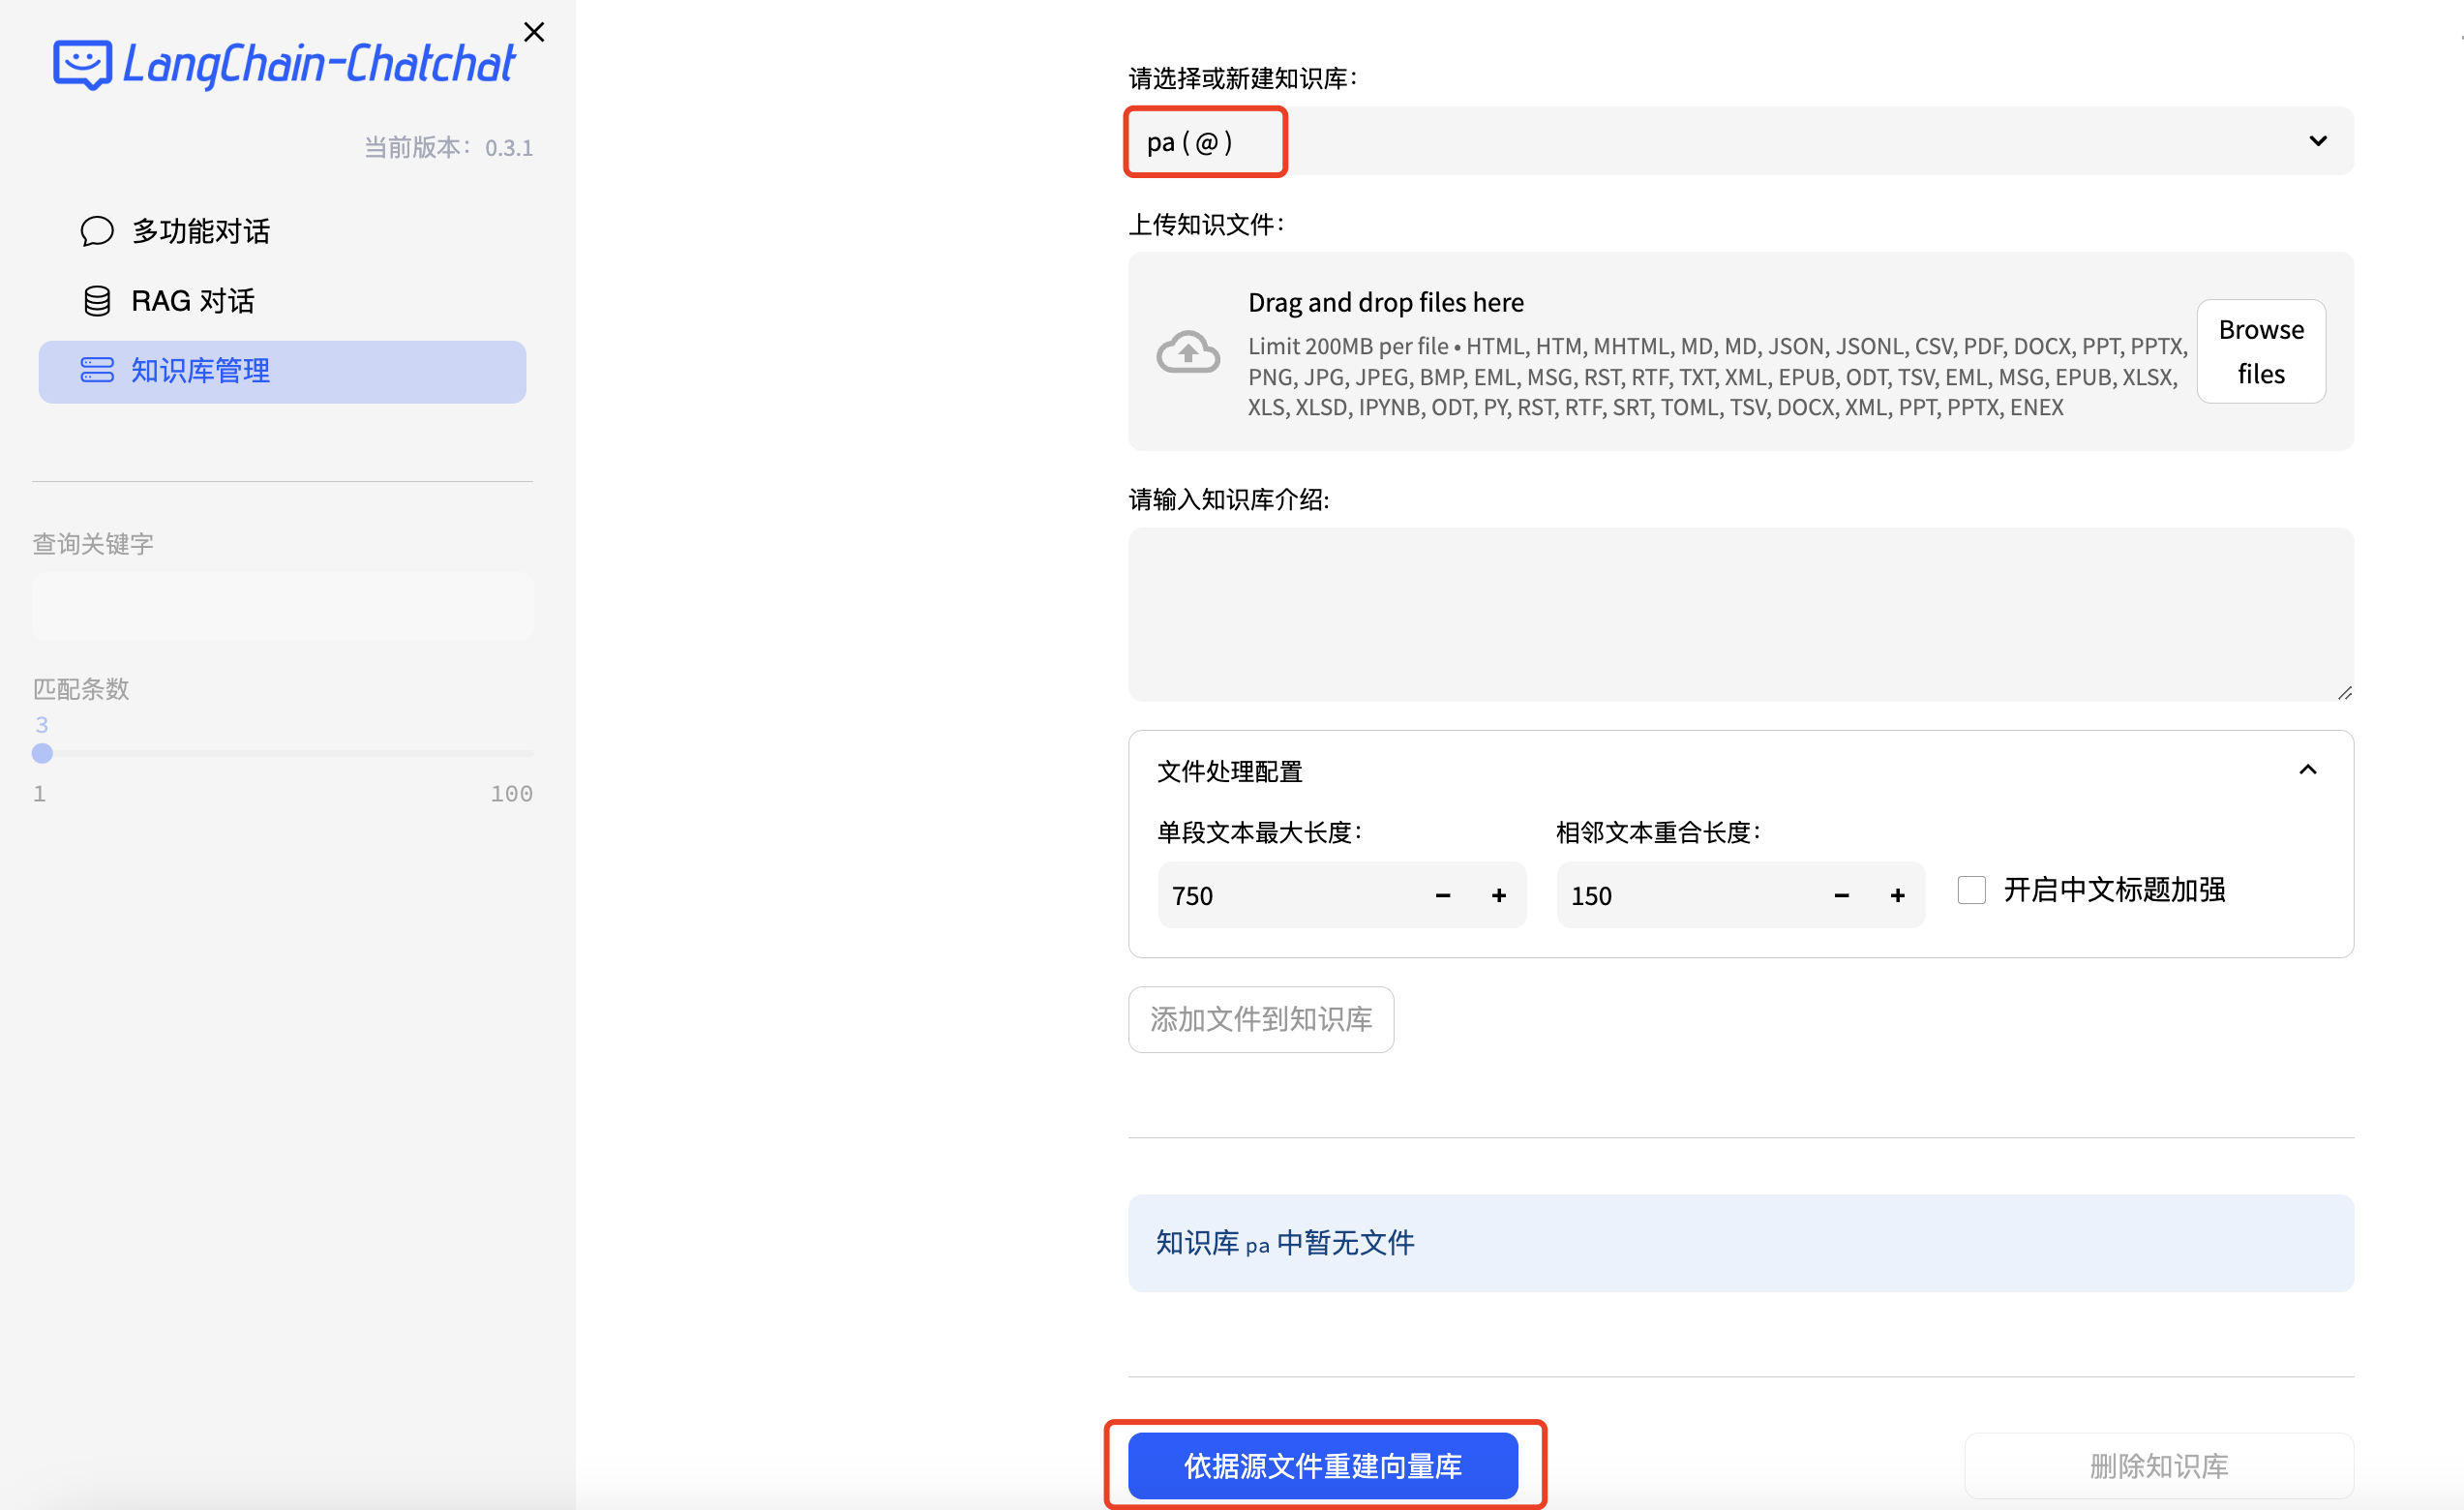 LangChain-Chatchat
当前版本：0.3.1
多功能对话
RAG 对话
知识库管理
查询关键字
匹配条数
3
1
100
请选择或新建知识库：
pa ( @ )
上传知识文件：
Drag and drop files here
Limit 200MB per file • HTML, HTM, MHTML, MD, MD, JSON, JSONL, CSV, PDF, DOCX, PPT, PPTX,
PNG, JPG, JPEG, BMP, EML, MSG, RST, RTF, TXT, XML, EPUB, ODT, TSV, EML, MSG, EPUB, XLSX,
XLS, XLSD, IPYNB, ODT, PY, RST, RTF, SRT, TOML, TSV, DOCX, XML, PPT, PPTX, ENEX
Browse
files
请输入知识库介绍:
文件处理配置
单段文本最大长度：
750
相邻文本重合长度：
150
开启中文标题加强
添加文件到知识库
知识库 pa 中暂无文件
依据源文件重建向量库
删除知识库